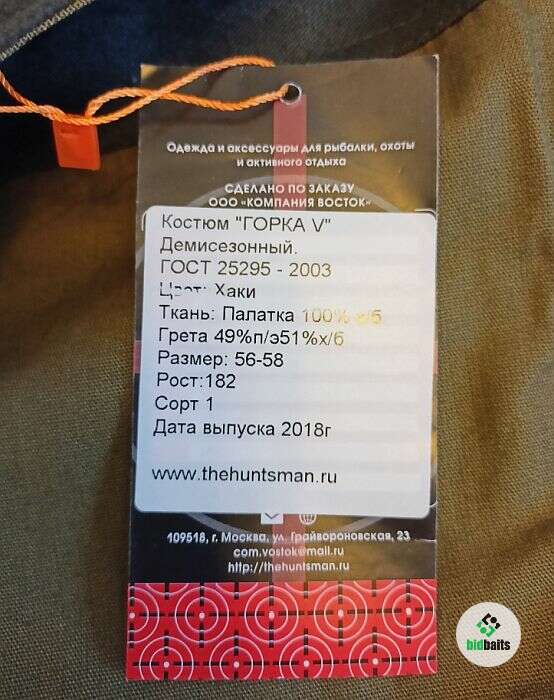 Одежда и аксессуары для рыбалки, охоты
и активного отдыха
СДЕЛАНО ПО ЗАКАЗУ
ООО «КОМПАНИЯ ВОСТОК»
Костюм "ГОРКА V"
Демисезонный.
ГОСТ 25295 - 2003
Цвет: Хаки
Ткань: Палатка 100% х/б
Грета 49%п/э51%х/б
Размер: 56-58
Рост:182
Сорт 1
Дата выпуска 2018г
www.thehuntsman.ru
109518, г. Москва, ул. Грайвороновская, 23
com.vostok@mail.ru
http://thehuntsman.ru
bidbaits